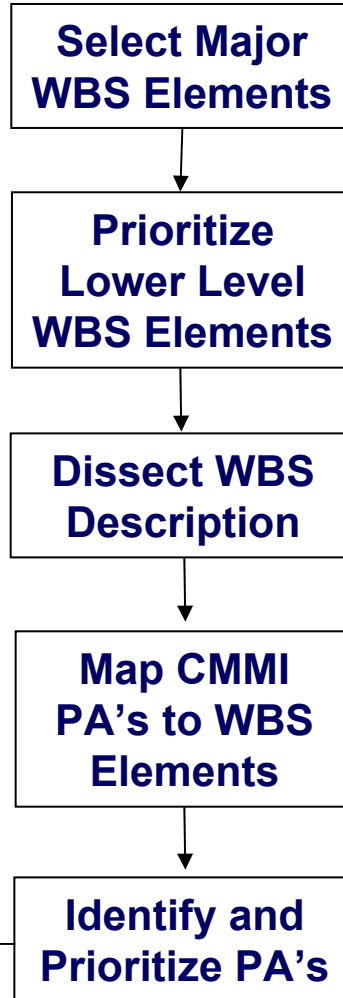 Select Major
WBS Elements
Prioritize
Lower Level
WBS Elements
Dissect WBS
Description
Map CMMI
PA's to WBS
Elements
Identify and
Prioritize PA's